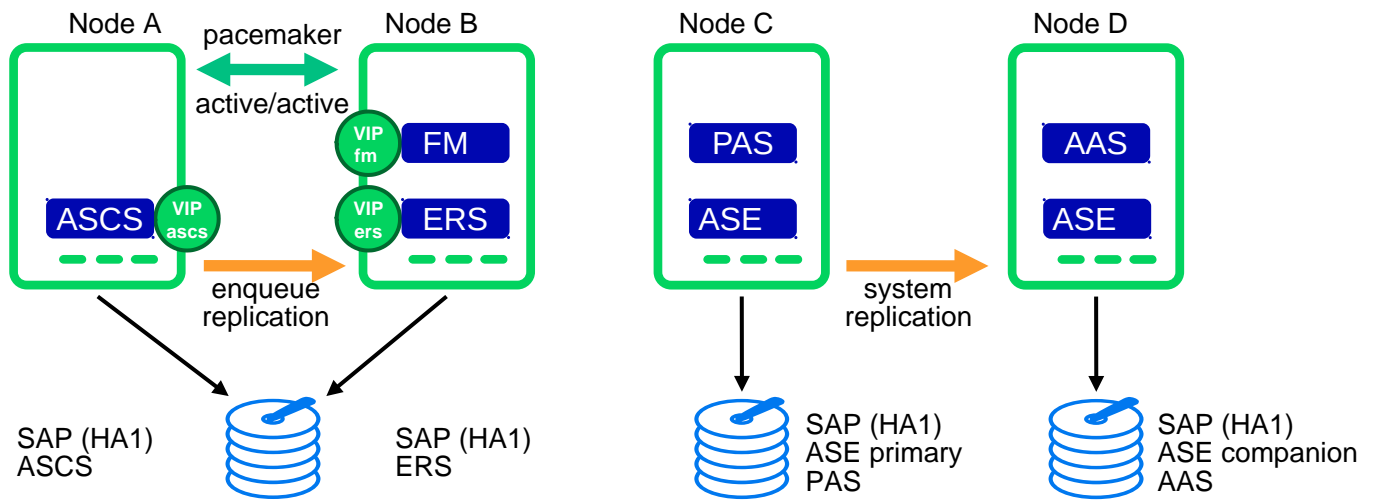 Node A
pacemaker
active/active
Node B
Node C
Node D
VIP
fm
FM
PAS
AAS
ASCS
VIP
ascs
VIP
ers
ERS
ASE
ASE
enqueue
replication
system
replication
SAP (HA1)
ASCS
SAP (HA1)
ERS
SAP (HA1)
ASE primary
PAS
SAP (HA1)
ASE companion
AAS